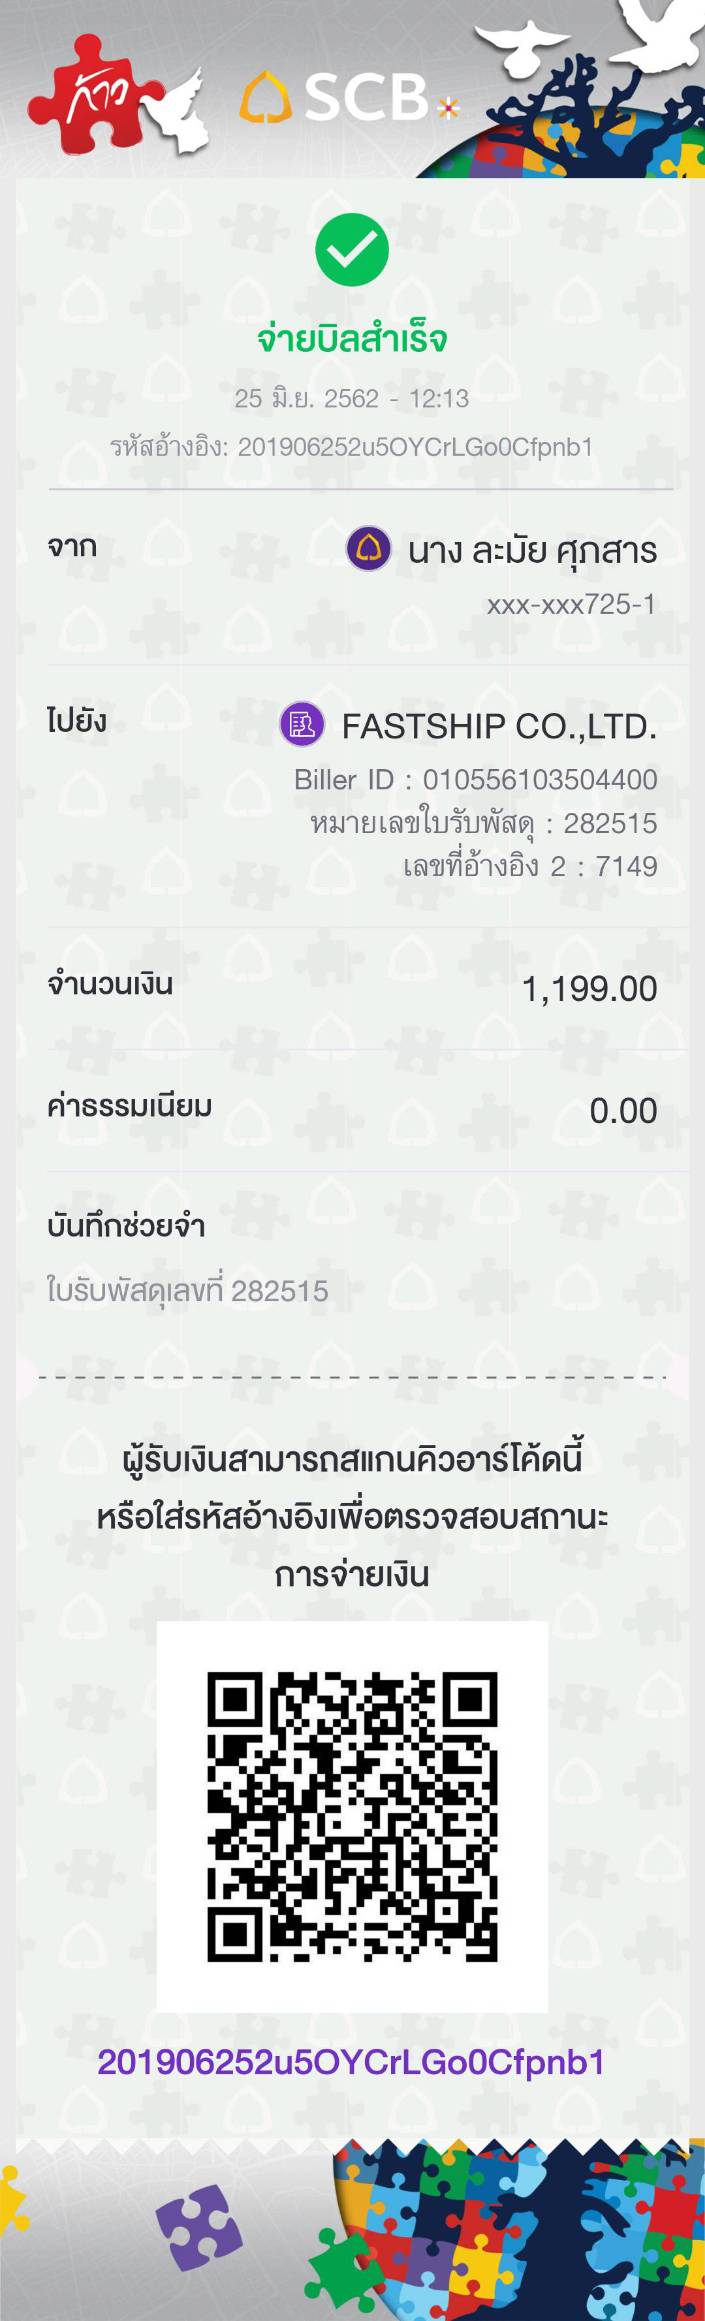 ก้าว
SCB
จ่ายบิลสำเร็จ
25 มิ.ย. 2562 - 12:13
รหัสอ้างอิง: 201906252u5OYCrLGo0Cfpnb1
จาก
นาง ละมัย ศุภสาร
xxx-xxx725-1
ไปยัง
FASTSHIP CO.,LTD.
Biller ID : 010556103504400
หมายเลขใบรับพัสดุ : 282515
เลขที่อ้างอิง 2 : 7149
จำนวนเงิน 1,199.00
ค่าธรรมเนียม 0.00
บันทึกช่วยจำ
ใบรับพัสดุเลขที่ 282515
ผู้รับเงินสามารถสแกนคิวอาร์โค้ดนี้
หรือใส่รหัสอ้างอิงเพื่อตรวจสอบสถานะ
การจ่ายเงิน
201906252u5OYCrLGo0Cfpnb1